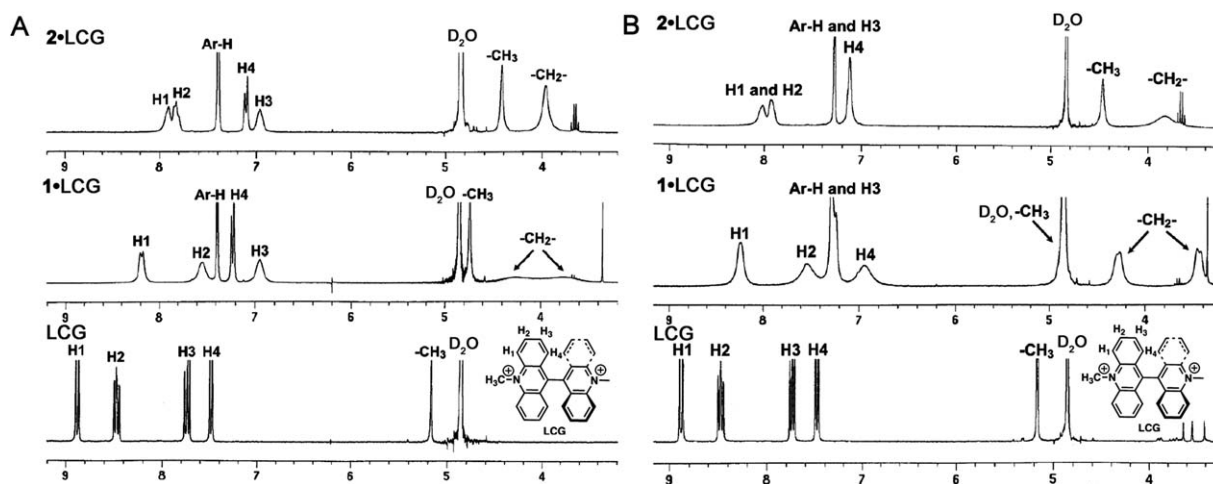 A
2•LCG
H1
H2
Ar-H
H4
H3
D₂O
-CH₃
-CH₂-
9 8 7 6 5 4
1•LCG
H1
H2
Ar-H H4
H3
D₂O -CH₃
-CH₂-
9 8 7 6 5 4
LCG
H1
H2
H3
H4
-CH₃
D₂O
H₂ H₃
H₁ H₄
H₃C N + N +
LCG
9 8 7 6 5 4
B
2•LCG
H1 and H2
Ar-H and H3
H4
D₂O
-CH₃
-CH₂-
9 8 7 6 5 4
1•LCG
H1
H2
Ar-H and H3
H4
D₂O, -CH₃
-CH₂-
9 8 7 6 5 4
LCG
H1
H2
H3
H4
-CH₃
D₂O
H₂ H₃
H₁ H₄
H₃C N + N +
LCG
9 8 7 6 5 4